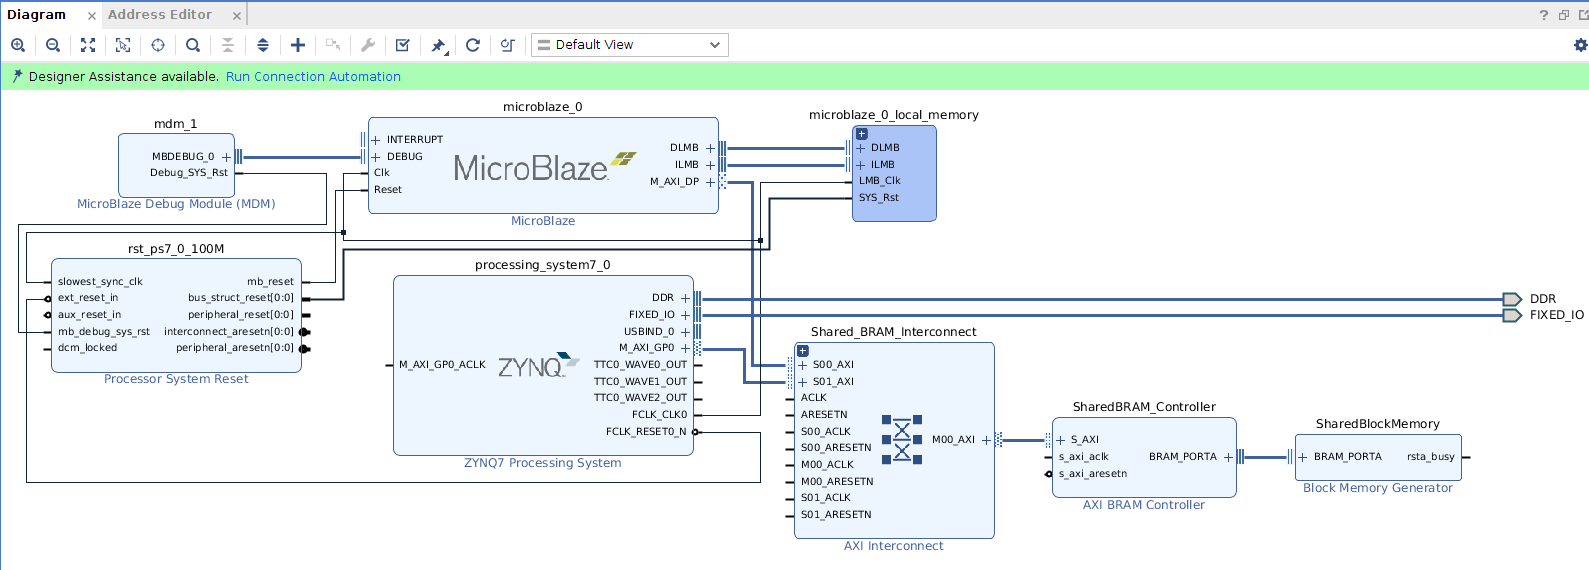 Diagram × Address Editor ×
?
Default View
Designer Assistance available. Run Connection Automation
mdm_1
MBDEBUG_0
Debug_SYS_Rst
MicroBlaze Debug Module (MDM)
microblaze_0
INTERRUPT
DEBUG
Clk
Reset
MicroBlaze
DLMB
ILMB
M_AXI_DP
MicroBlaze
microblaze_0_local_memory
DLMB
ILMB
LMB_Clk
SYS_Rst
rst_ps7_0_100M
slowest_sync_clk
ext_reset_in
aux_reset_in
mb_debug_sys_rst
dcm_locked
mb_reset
bus_struct_reset[0:0]
peripheral_reset[0:0]
interconnect_aresetn[0:0]
peripheral_aresetn[0:0]
Processor System Reset
processing_system7_0
M_AXI_GP0_ACLK
ZYNQ
DDR
FIXED_IO
USBIND_0
M_AXI_GP0
TTC0_WAVE0_OUT
TTC0_WAVE1_OUT
TTC0_WAVE2_OUT
FCLK_CLK0
FCLK_RESET0_N
ZYNQ7 Processing System
DDR
FIXED_IO
Shared_BRAM_Interconnect
S00_AXI
S01_AXI
ACLK
ARESETN
S00_ACLK
S00_ARESETN
M00_ACLK
M00_ARESETN
S01_ACLK
S01_ARESETN
M00_AXI
AXI Interconnect
SharedBRAM_Controller
S_AXI
s_axi_aclk
s_axi_aresetn
BRAM_PORTA
AXI BRAM Controller
SharedBlockMemory
BRAM_PORTA
rsta_busy
Block Memory Generator